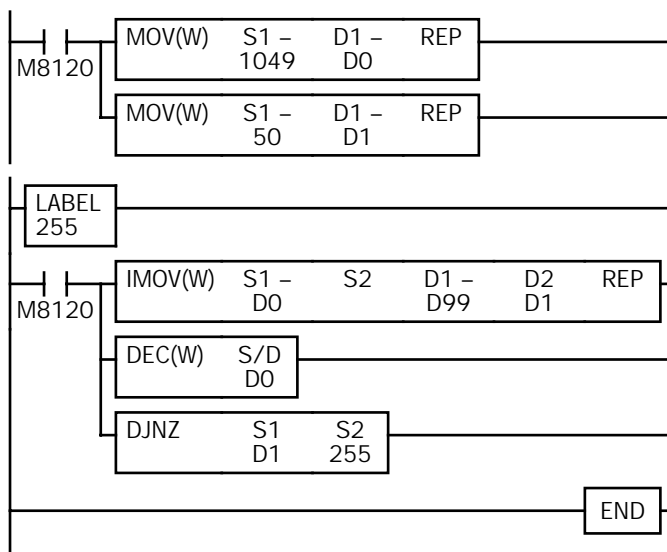 MOV(W) S1 – D1 – REP
1049 D0
M8120
MOV(W) S1 – D1 – REP
50 D1
LABEL
255
IMOV(W) S1 – S2 D1 – D2 REP
D0 D99 D1
M8120
DEC(W) S/D
D0
DJNZ S1 S2
D1 255
END